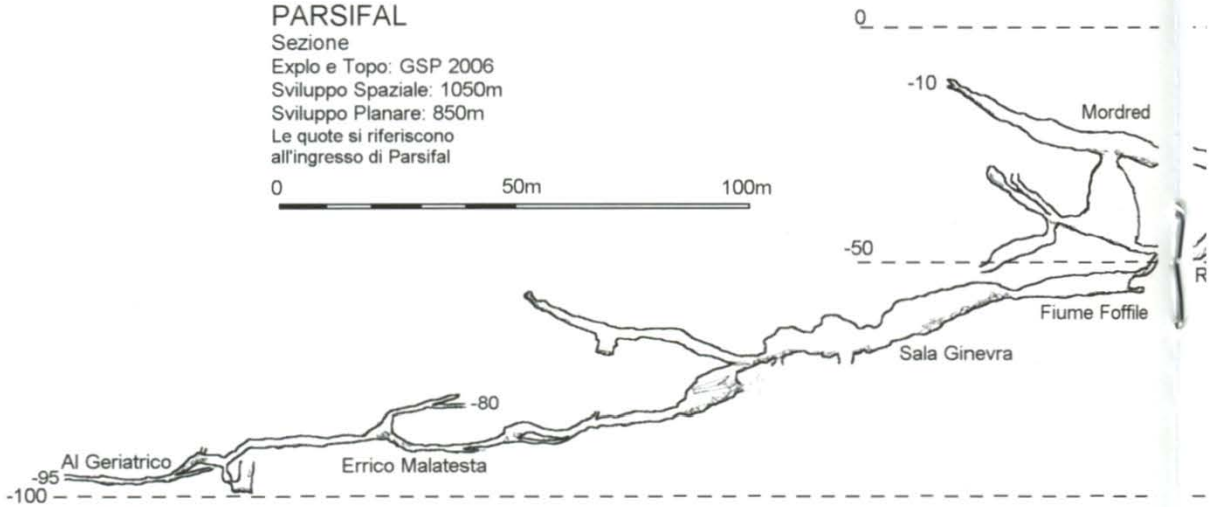 PARSIFAL
Sezione
Explo e Topo: GSP 2006
Sviluppo Spaziale: 1050m
Sviluppo Planare: 850m
Le quote si riferiscono
all'ingresso di Parsifal
0 50m 100m
0
-10
Mordred
-50
R
Fiume Foffile
Sala Ginevra
-80
Al Geriatrico
Errico Malatesta
-95
-100